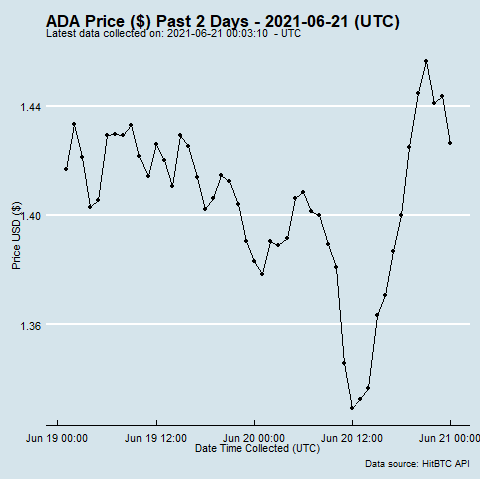 ADA Price ($) Past 2 Days - 2021-06-21 (UTC)
Latest data collected on: 2021-06-21 00:03:10 - UTC
Price USD ($)
1.44
1.40
1.36
Jun 19 00:00 Jun 19 12:00 Jun 20 00:00 Jun 20 12:00 Jun 21 00:00
Date Time Collected (UTC)
Data source: HitBTC API